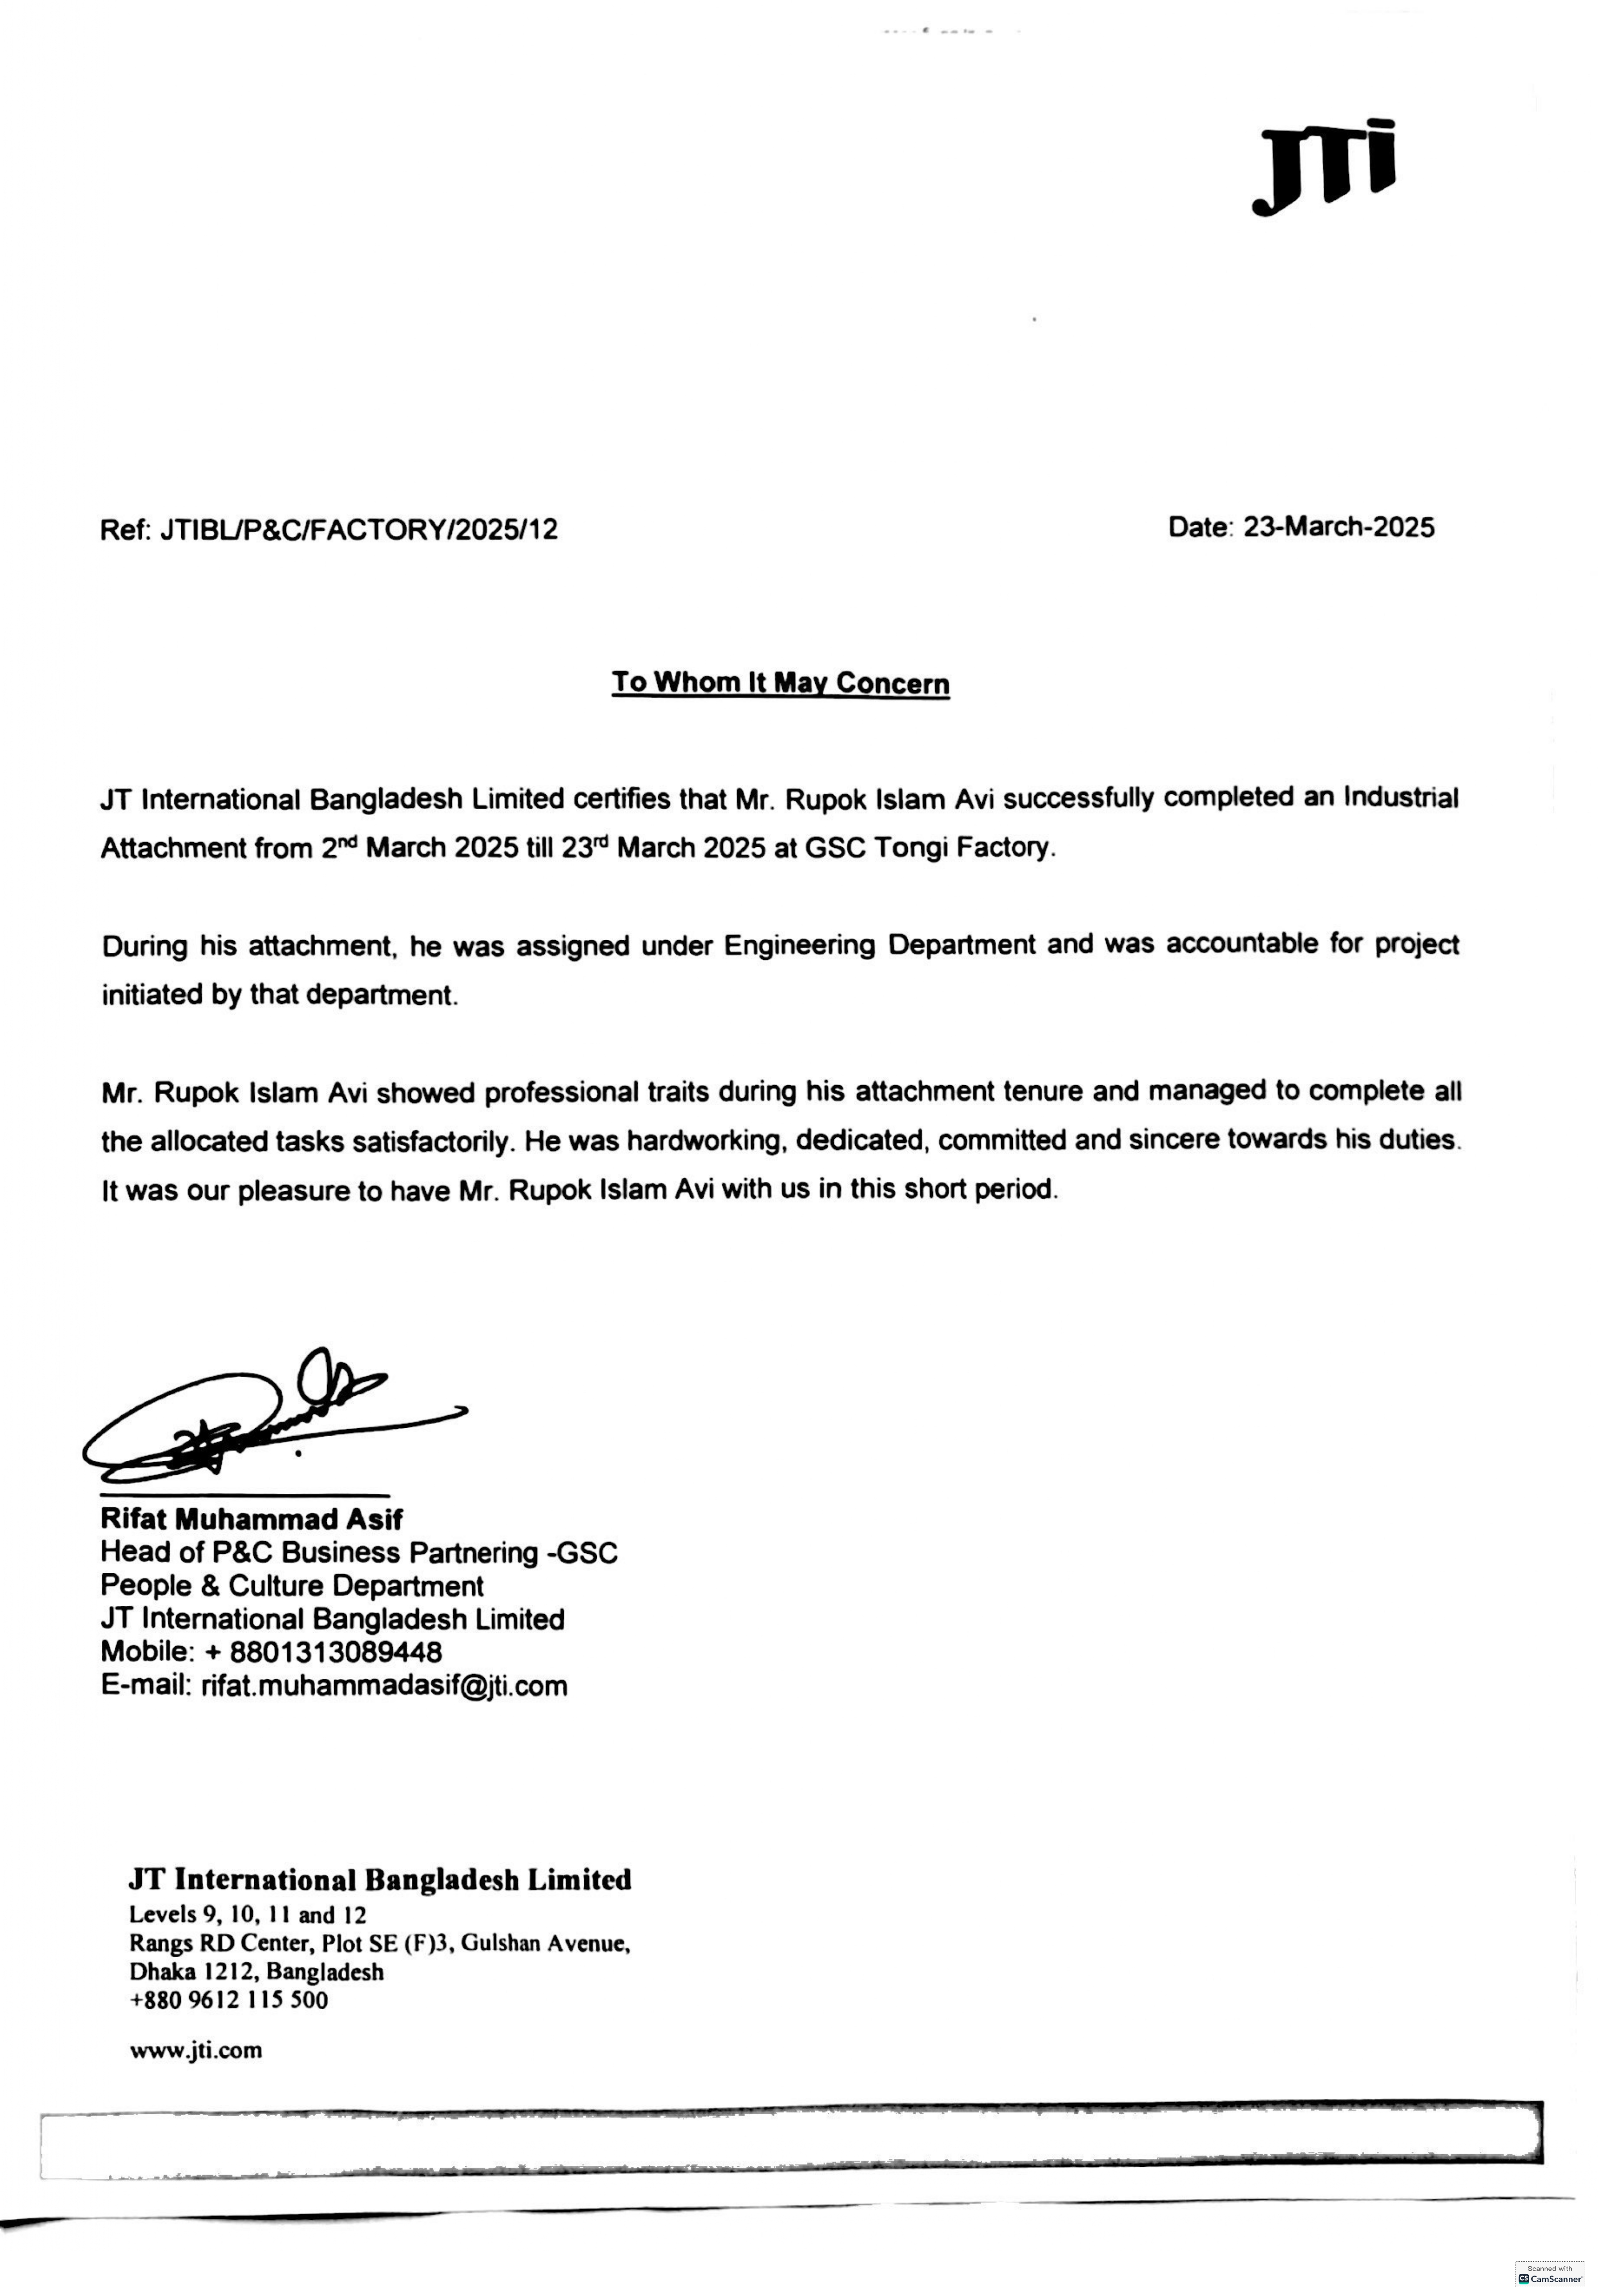 JTi
Ref: JTIBL/P&C/FACTORY/2025/12
Date: 23-March-2025
To Whom It May Concern
JT International Bangladesh Limited certifies that Mr. Rupok Islam Avi successfully completed an Industrial
Attachment from 2nd March 2025 till 23rd March 2025 at GSC Tongi Factory.
During his attachment, he was assigned under Engineering Department and was accountable for project
initiated by that department.
Mr. Rupok Islam Avi showed professional traits during his attachment tenure and managed to complete all
the allocated tasks satisfactorily. He was hardworking, dedicated, committed and sincere towards his duties.
It was our pleasure to have Mr. Rupok Islam Avi with us in this short period.
Rifat Muhammad Asif
Head of P&C Business Partnering -GSC
People & Culture Department
JT International Bangladesh Limited
Mobile: + 8801313089448
E-mail: rifat.muhammadasif@jti.com
JT International Bangladesh Limited
Levels 9, 10, 11 and 12
Rangs RD Center, Plot SE (F)3, Gulshan Avenue,
Dhaka 1212, Bangladesh
+880 9612 115 500
www.jti.com
Scanned with
CS CamScanner